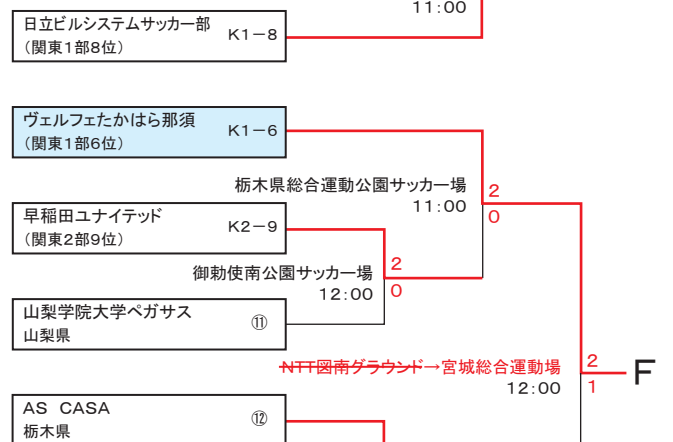 11:00
日立ビルシステムサッカー部
K1-8
(関東1部8位)
ヴェルフェたかはら那須
K1-6
(関東1部6位)
栃木県総合運動公園サッカー場
2
11:00
0
早稲田ユナイテッド
K2-9
(関東2部9位)
御勅使南公園サッカー場
2
12:00
0
山梨学院大学ペガサス
⑪
山梨県
NTT図南グラウンド→宮城総合運動場
2
F
12:00
1
AS CASA
⑫
栃木県